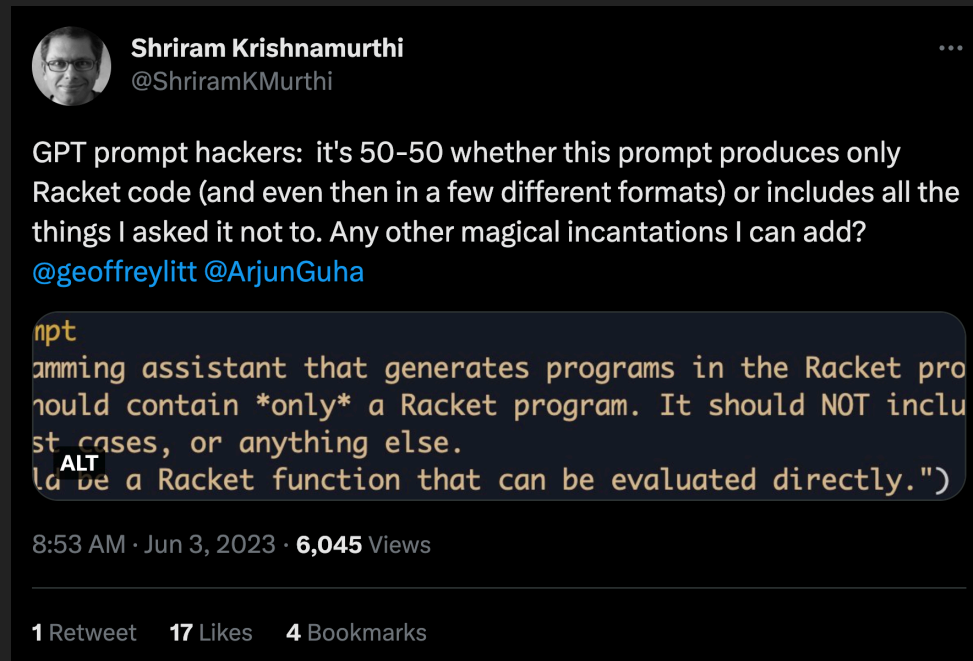 Shriram Krishnamurthi
@ShriramKMurthi
GPT prompt hackers: it's 50-50 whether this prompt produces only
Racket code (and even then in a few different formats) or includes all the
things I asked it not to. Any other magical incantations I can add?
@geoffreylitt @ArjunGuha
mpt
amming assistant that generates programs in the Racket pro
hould contain *only* a Racket program. It should NOT inclu
st cases, or anything else.
ALT
ld be a Racket function that can be evaluated directly.")
8:53 AM · Jun 3, 2023 · 6,045 Views
1 Retweet 17 Likes 4 Bookmarks